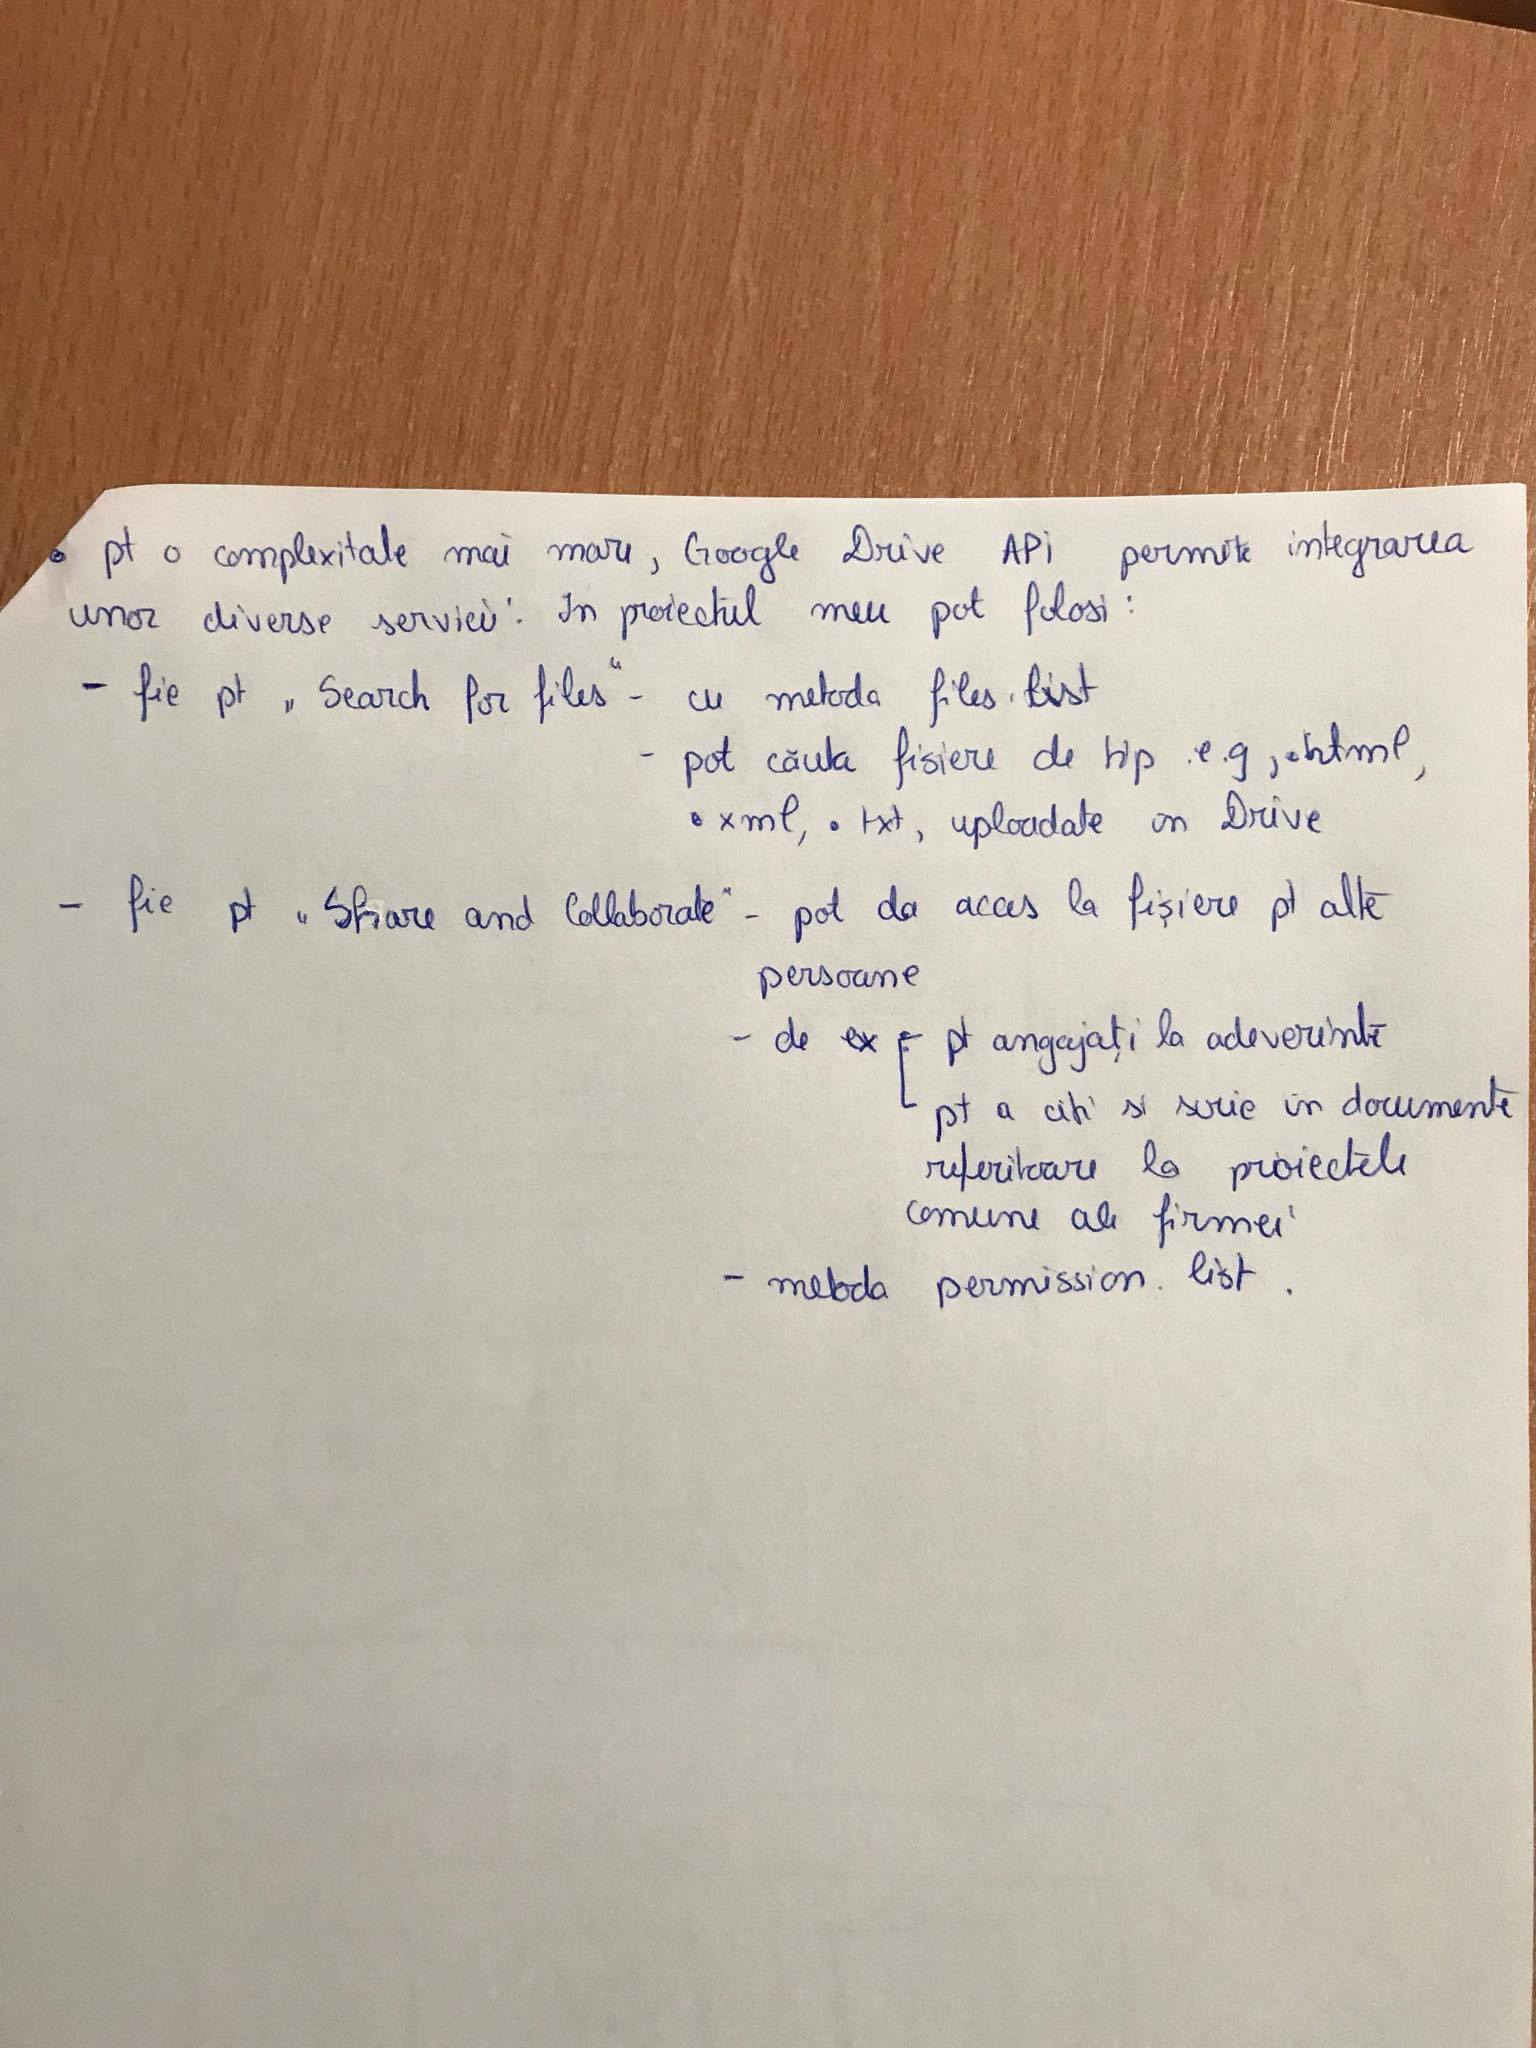 • pt o complexitate mai mare, Google Drive API permite integrarea
unor diverse servicii. In proiectul meu pot folosi:
- fie pt „Search for files“ - cu metoda files.list
- pot căuta fisiere de tip e.g, .html,
.xml, .txt, uploadate in Drive
- fie pt „Share and Collaborate“ - pot da acces la fișiere pt alte
persoane
- de ex - pt angajați la adeverinte
pt a citi si scrie in documente
referitoare la proiectele
comune ale firmei
- metoda permission.list.